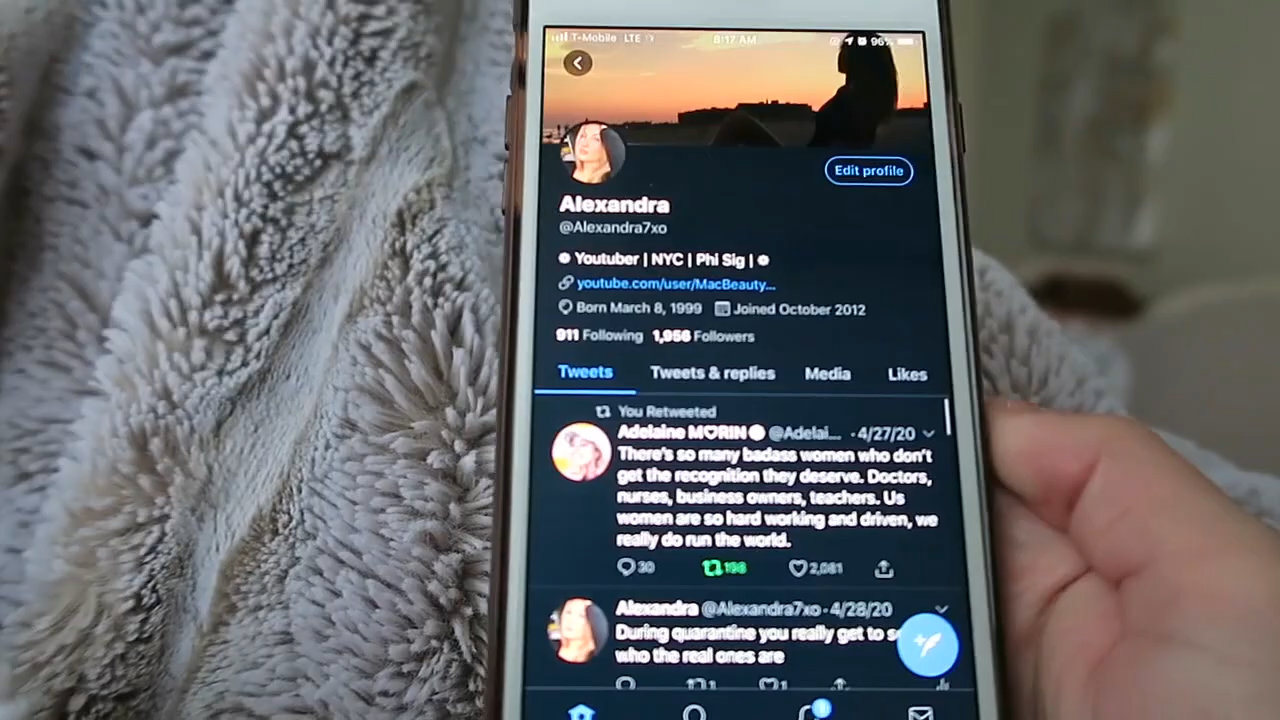 T-Mobile LTE 8:17 AM 96%
Edit profile
Alexandra
@Alexandra7xo
Youtuber | NYC | Phi Sig |
youtube.com/user/MacBeauty...
Born March 8, 1999 Joined October 2012
911 Following 1,956 Followers
Tweets Tweets & replies Media Likes
You Retweeted
Adelaine M♡RIN @Adelai... · 4/27/20
There's so many badass women who don't
get the recognition they deserve. Doctors,
nurses, business owners, teachers. Us
women are so hard working and driven, we
really do run the world.
30 198 2,081
Alexandra @Alexandra7xo · 4/28/20
During quarantine you really get to
who the real ones are
1 1